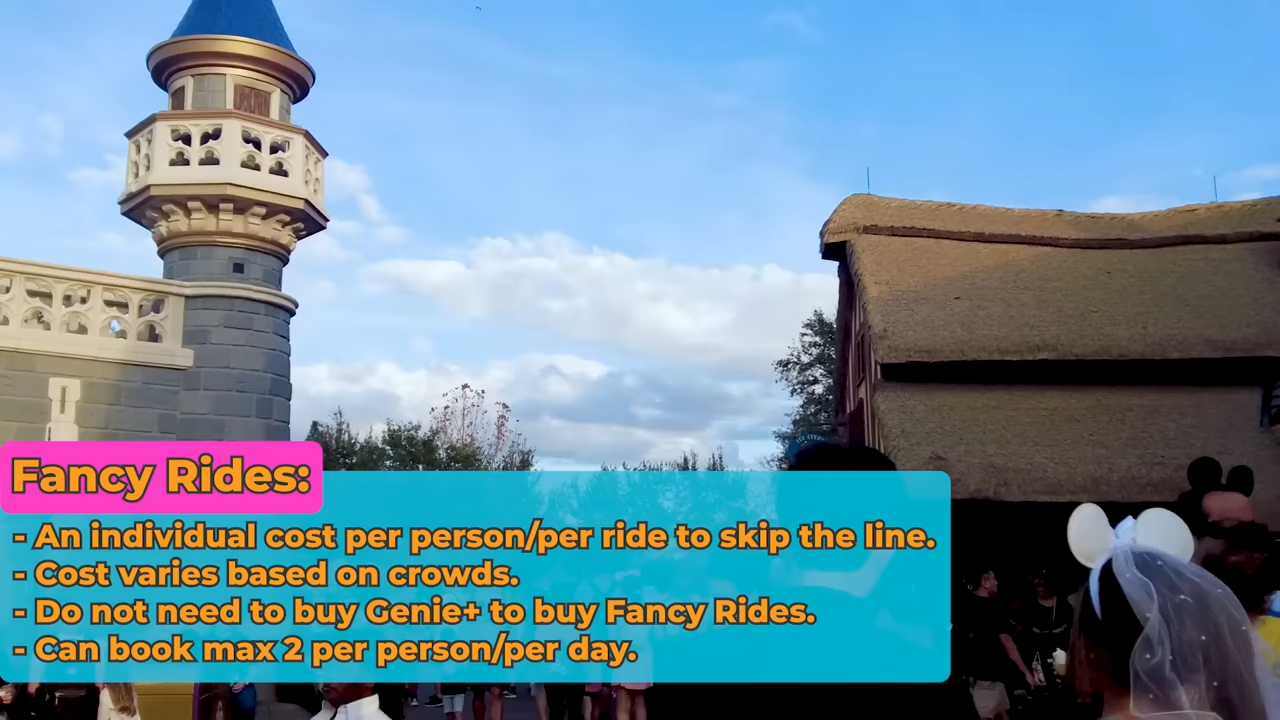 Fancy Rides:
- An individual cost per person/per ride to skip the line.
- Cost varies based on crowds.
- Do not need to buy Genie+ to buy Fancy Rides.
- Can book max 2 per person/per day.